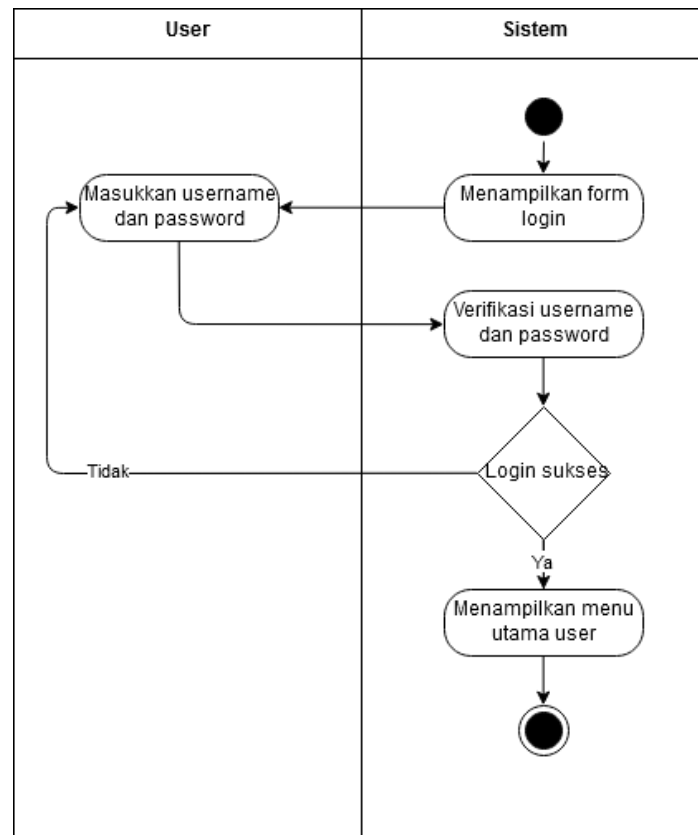 User
Sistem
Masukkan username
dan password
Menampilkan form
login
Verifikasi username
dan password
Tidak
Login sukses
Ya
Menampilkan menu
utama user